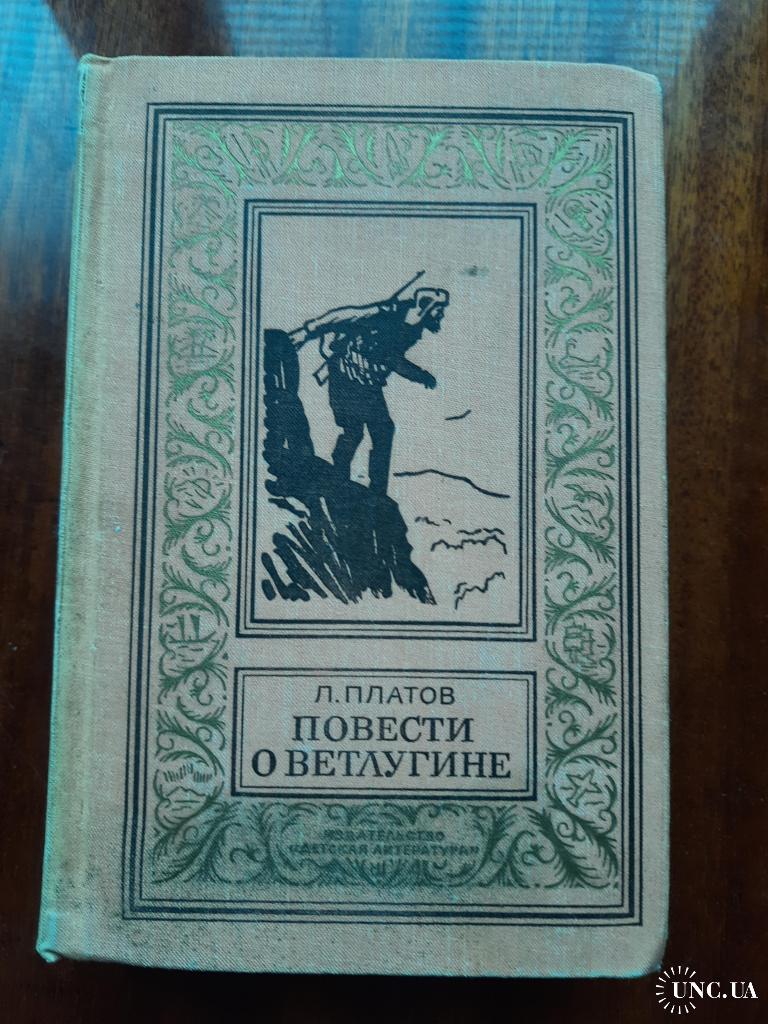 Л.ПЛАТОВ
ПОВЕСТИ
О ВЕТЛУГИНЕ
ИЗДАТЕЛЬСТВО
«ДЕТСКАЯ ЛИТЕРАТУРА»
UNC.UA